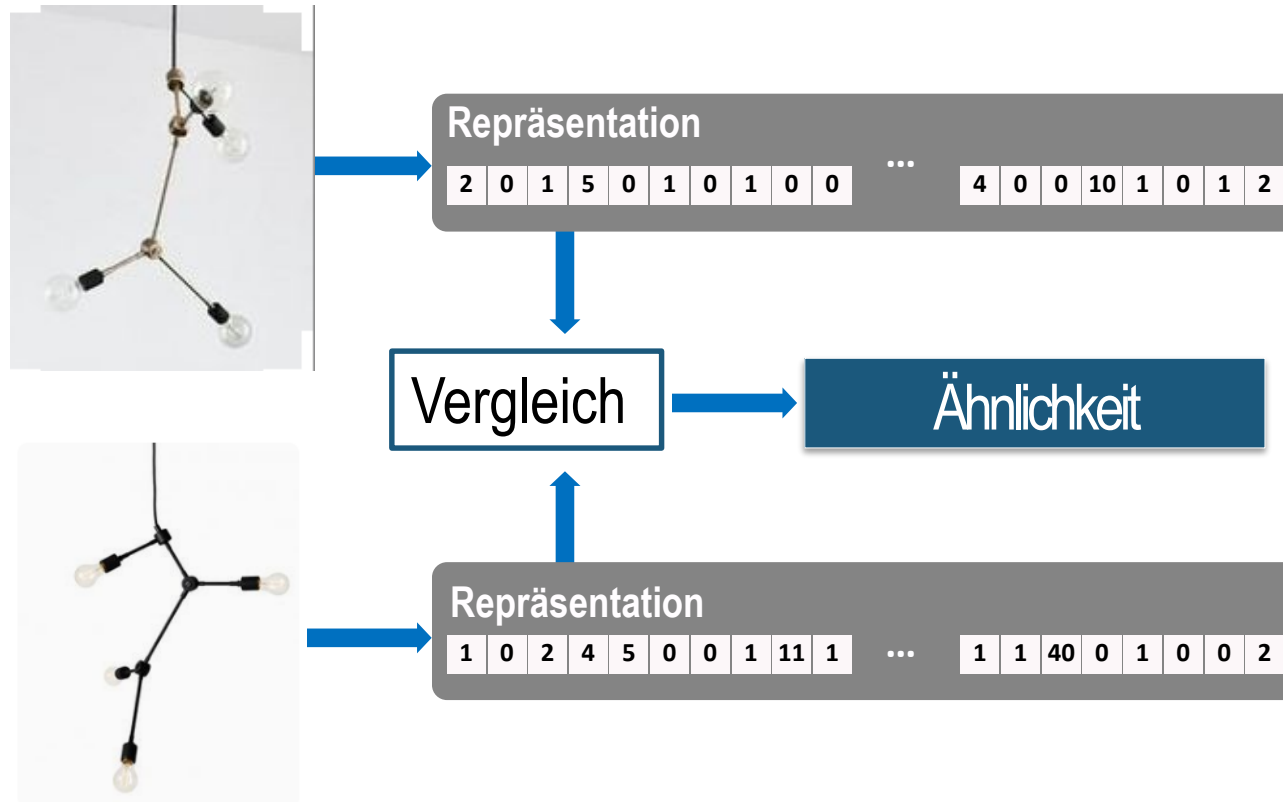 Repräsentation
2 0 1 5 0 1 0 1 0 0 ... 4 0 0 10 1 0 1 2
Vergleich
Ähnlichkeit
Repräsentation
1 0 2 4 5 0 0 1 11 1 ... 1 1 40 0 1 0 0 2